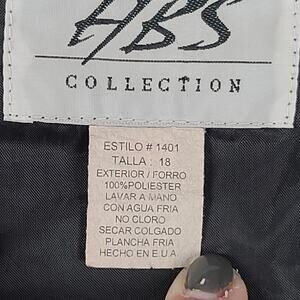 ABS
COLLECTION
ESTILO # 1401
TALLA : 18
EXTERIOR / FORRO
100% POLIESTER
LAVAR A MANO
CON AGUA FRIA
NO CLORO
SECAR COLGADO
PLANCHA FRIA
HECHO EN E.U.A.